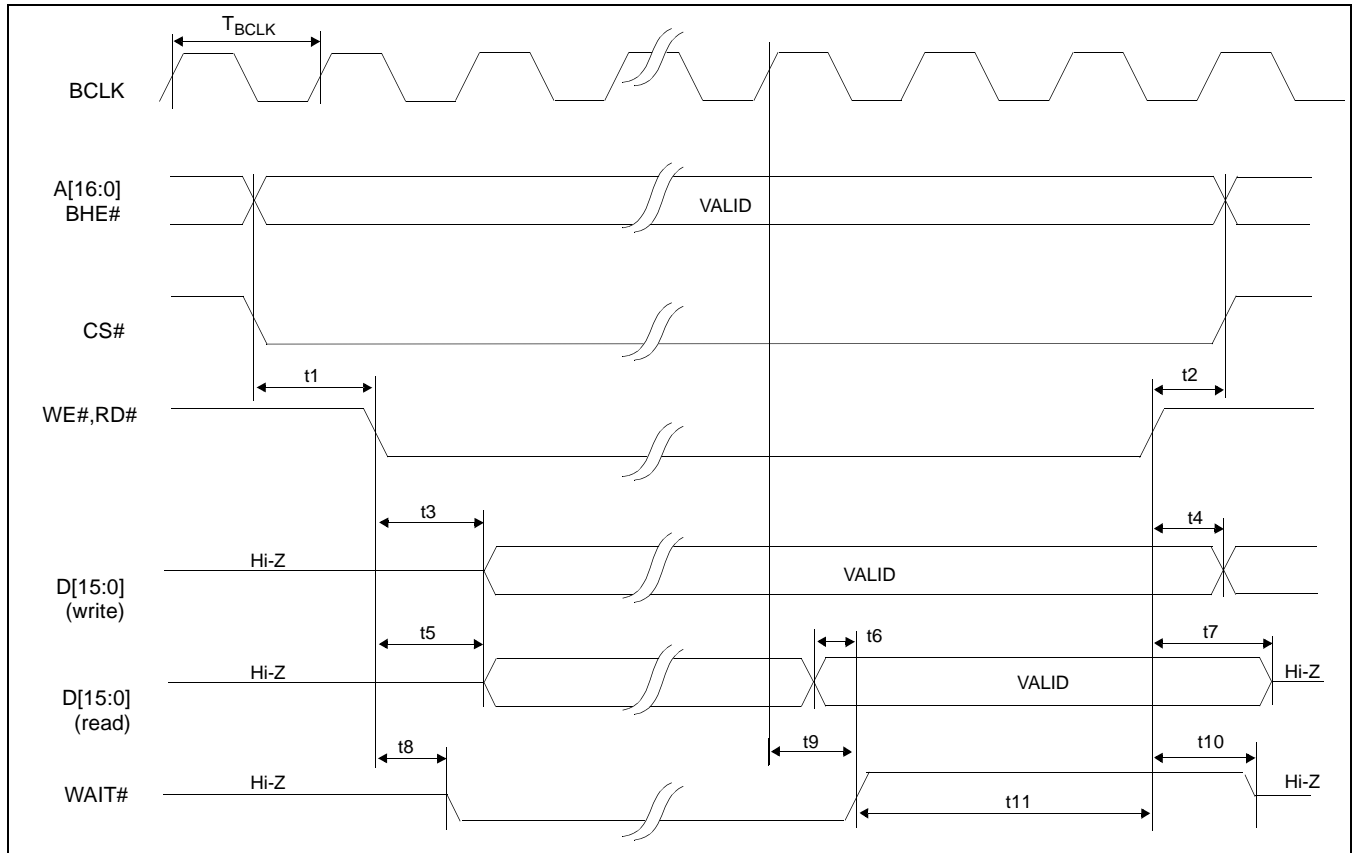 TBCLK
BCLK
A[16:0]
BHE#
VALID
CS#
t1
t2
WE#,RD#
t3
t4
Hi-Z
VALID
D[15:0]
(write)
t5
t6
t7
Hi-Z
VALID
Hi-Z
D[15:0]
(read)
t8
t9
t10
Hi-Z
Hi-Z
WAIT#
t11